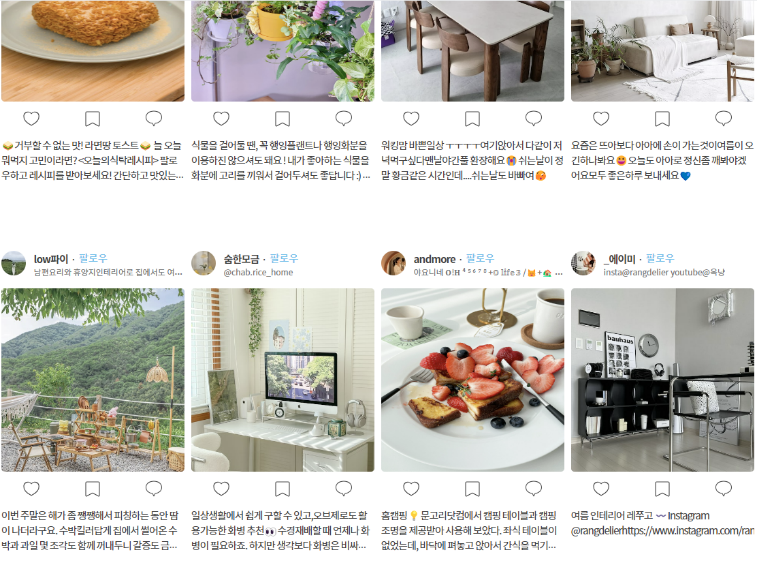 거부할 수 없는 맛! 라면땅 토스트 늘 오늘
뭐먹지 고민이라면? <오늘의식탁레시피> 팔로
우하고 레시피를 받아보세요! 간단하고 맛있는...
식물을 걸어둘 땐, 꼭 행잉플랜트나 행잉화분을
이용하진 않으셔도 돼요 ! 내가 좋아하는 식물을
화분에 고리를 끼워서 걸어두셔도 좋답니다 :) ...
워킹맘 바쁜일상 ㅜㅜㅜㅜ여기앉아서 다같이 저
녁먹구싶다맨날야간풀 환장해요 쉬는날이 정
말 황금같은 시간인데....쉬는날도 바빠여
요즘은 뜨아보다 아아에 손이 가는것이여름이 오
긴하나봐요 오늘도 아아로 정신좀 깨봐야겠
어요모두 좋은하루 보내세요
low파이 · 팔로우
남편요리와 휴양지인테리어로 집에서도 여...
숨한모금 · 팔로우
@chab.rice_home
andmore · 팔로우
_에이미 · 팔로우
insta@rangdelier youtube@옥냥
bauhaus
이번 주말은 해가 좀 쨍쨍해서 피칭하는 동안 땀
이 나더라구요. 수박킬러답게 집에서 썰어온 수
박과 과일 몇 조각도 함께 꺼내두니 갈증도 금...
일상생활에서 쉽게 구할 수 있고,오브제로도 활
용가능한 화병 추천 수경재배할 때 언제나 화
병이 필요하죠. 하지만 생각보다 화병은 비싸...
홈캠핑 문고리닷컴에서 캠핑 테이블과 캠핑
조명을 제공받아 사용해 보았다. 좌식 테이블이
없었는데, 바닥에 펴놓고 앉아서 간식을 먹기...
여름 인테리어 레쭈고 〰 Instagram
@rangdelierhttps://www.instagram.com/ran